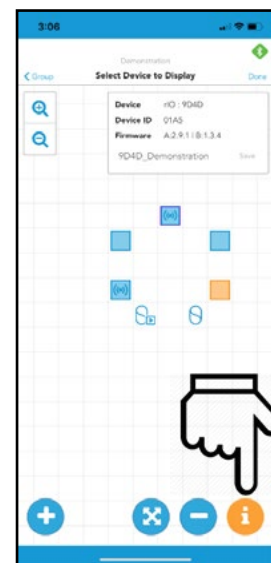 3:06
Demonstration
Group
Select Device to Display
Done
Device rIO : 9D4D
Device ID 01A5
Firmware A:2.9.1 | B:1.3.4
9D4D_Demonstration Save